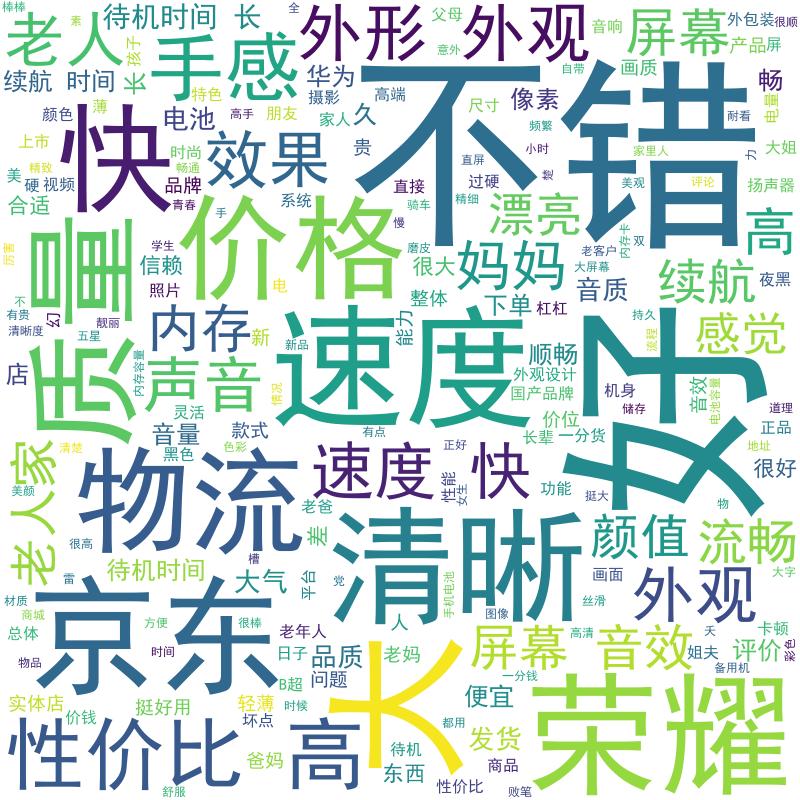 棒棒
素
待机时间 长
父母
音响
外包装
很顺
全
老人
手感
外形
外观
屏幕
产品
屏
意外
孩子
长
续航 时间
华为
摄影
高端
自带
画质
畅
像素
特色
高手
朋友
家人
久
尺寸
频繁
耐看
电量
颜色
薄
电池
不错
快
上市
时尚
畅通
效果
贵
直屏
小时
家里人
力
大姐
精致
美
硬
视频
品牌
系统
直接
过硬
美观
评论
扬声器
合适
青春
手
骑车
精细
漂亮
老客户
内存卡
双
高
价格
慢
质量
厉害
学生
信赖
磨皮
很大
妈妈
大屏幕
续航
夜黑
照片
电
整体
下单
杠杠
音质
不
有贵
清晰度
幻
靓丽
五星
内存
新
新品
能力
持久
流程
感觉
速度
好
店
内存容量
声音
情况
顺畅
外观设计
国产品牌
机身
储存
音效
电池容量
道理
灵活
音量
款式
有点
价位
长辈
一分货
正品
地址
清楚
黑色
色彩
正好
很好
老人家
美颜
物流
速度 快
性能
女生
功能
挺大
物
老爸
差
清晰
颜值
流畅
很高
雷
槽
待机时间
大气
平台
党
手机电池
画面
丝滑
外观
大字
材质
商城
方便
很棒
京东
人
图像
总体
老年人
高清
天
卡顿
彩色
物品
时间
日子
品质
老妈
大
屏幕
音效
姐夫
评价
备用机
B超
问题
一分钱
实体店
轻薄
时候
便宜
荣耀
价钱
挺好用
坏点
都用
发货
性价比
高
爸妈
待机
东西
商品
舒服
性价比
败笔